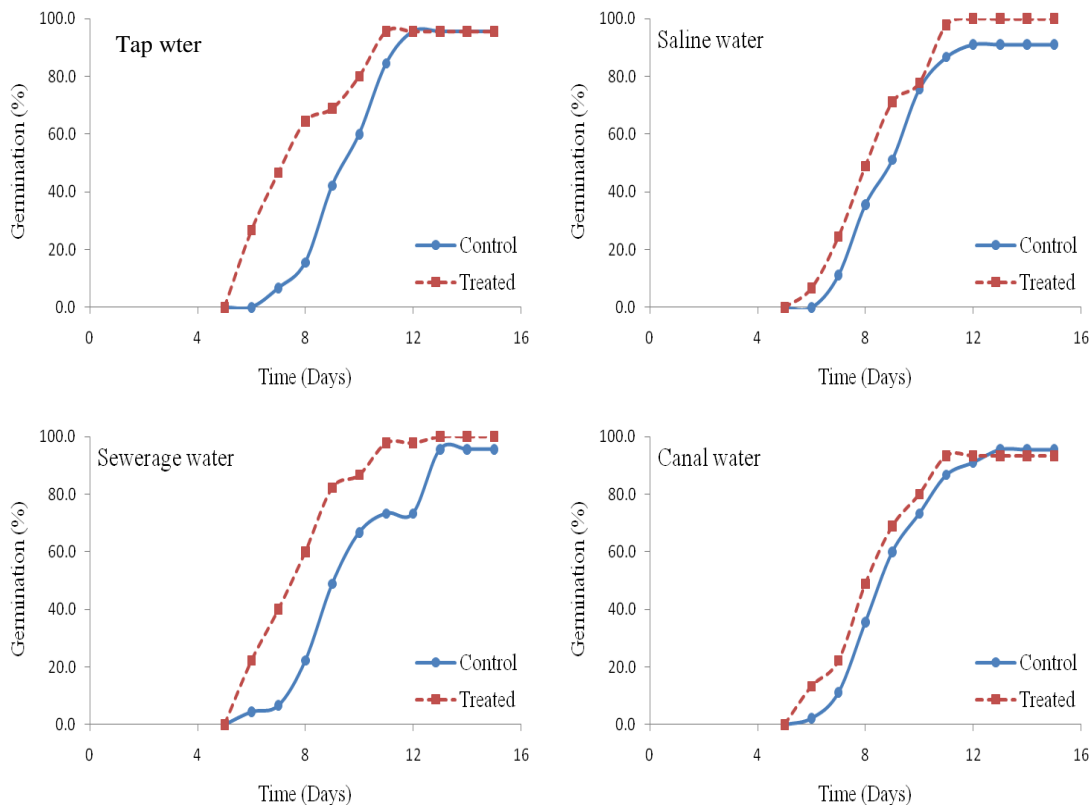 Tap wter
Germination (%)
100.0
80.0
60.0
40.0
20.0
0.0
0
4
8
12
16
Time (Days)
Control
Treated
Saline water
Germination (%)
100.0
80.0
60.0
40.0
20.0
0.0
0
4
8
12
16
Time (Days)
Control
Treated
Sewerage water
Germination (%)
100.0
80.0
60.0
40.0
20.0
0.0
0
4
8
12
16
Time (Days)
Control
Treated
Canal water
Germination (%)
100.0
80.0
60.0
40.0
20.0
0.0
0
4
8
12
16
Time (Days)
Control
Treated